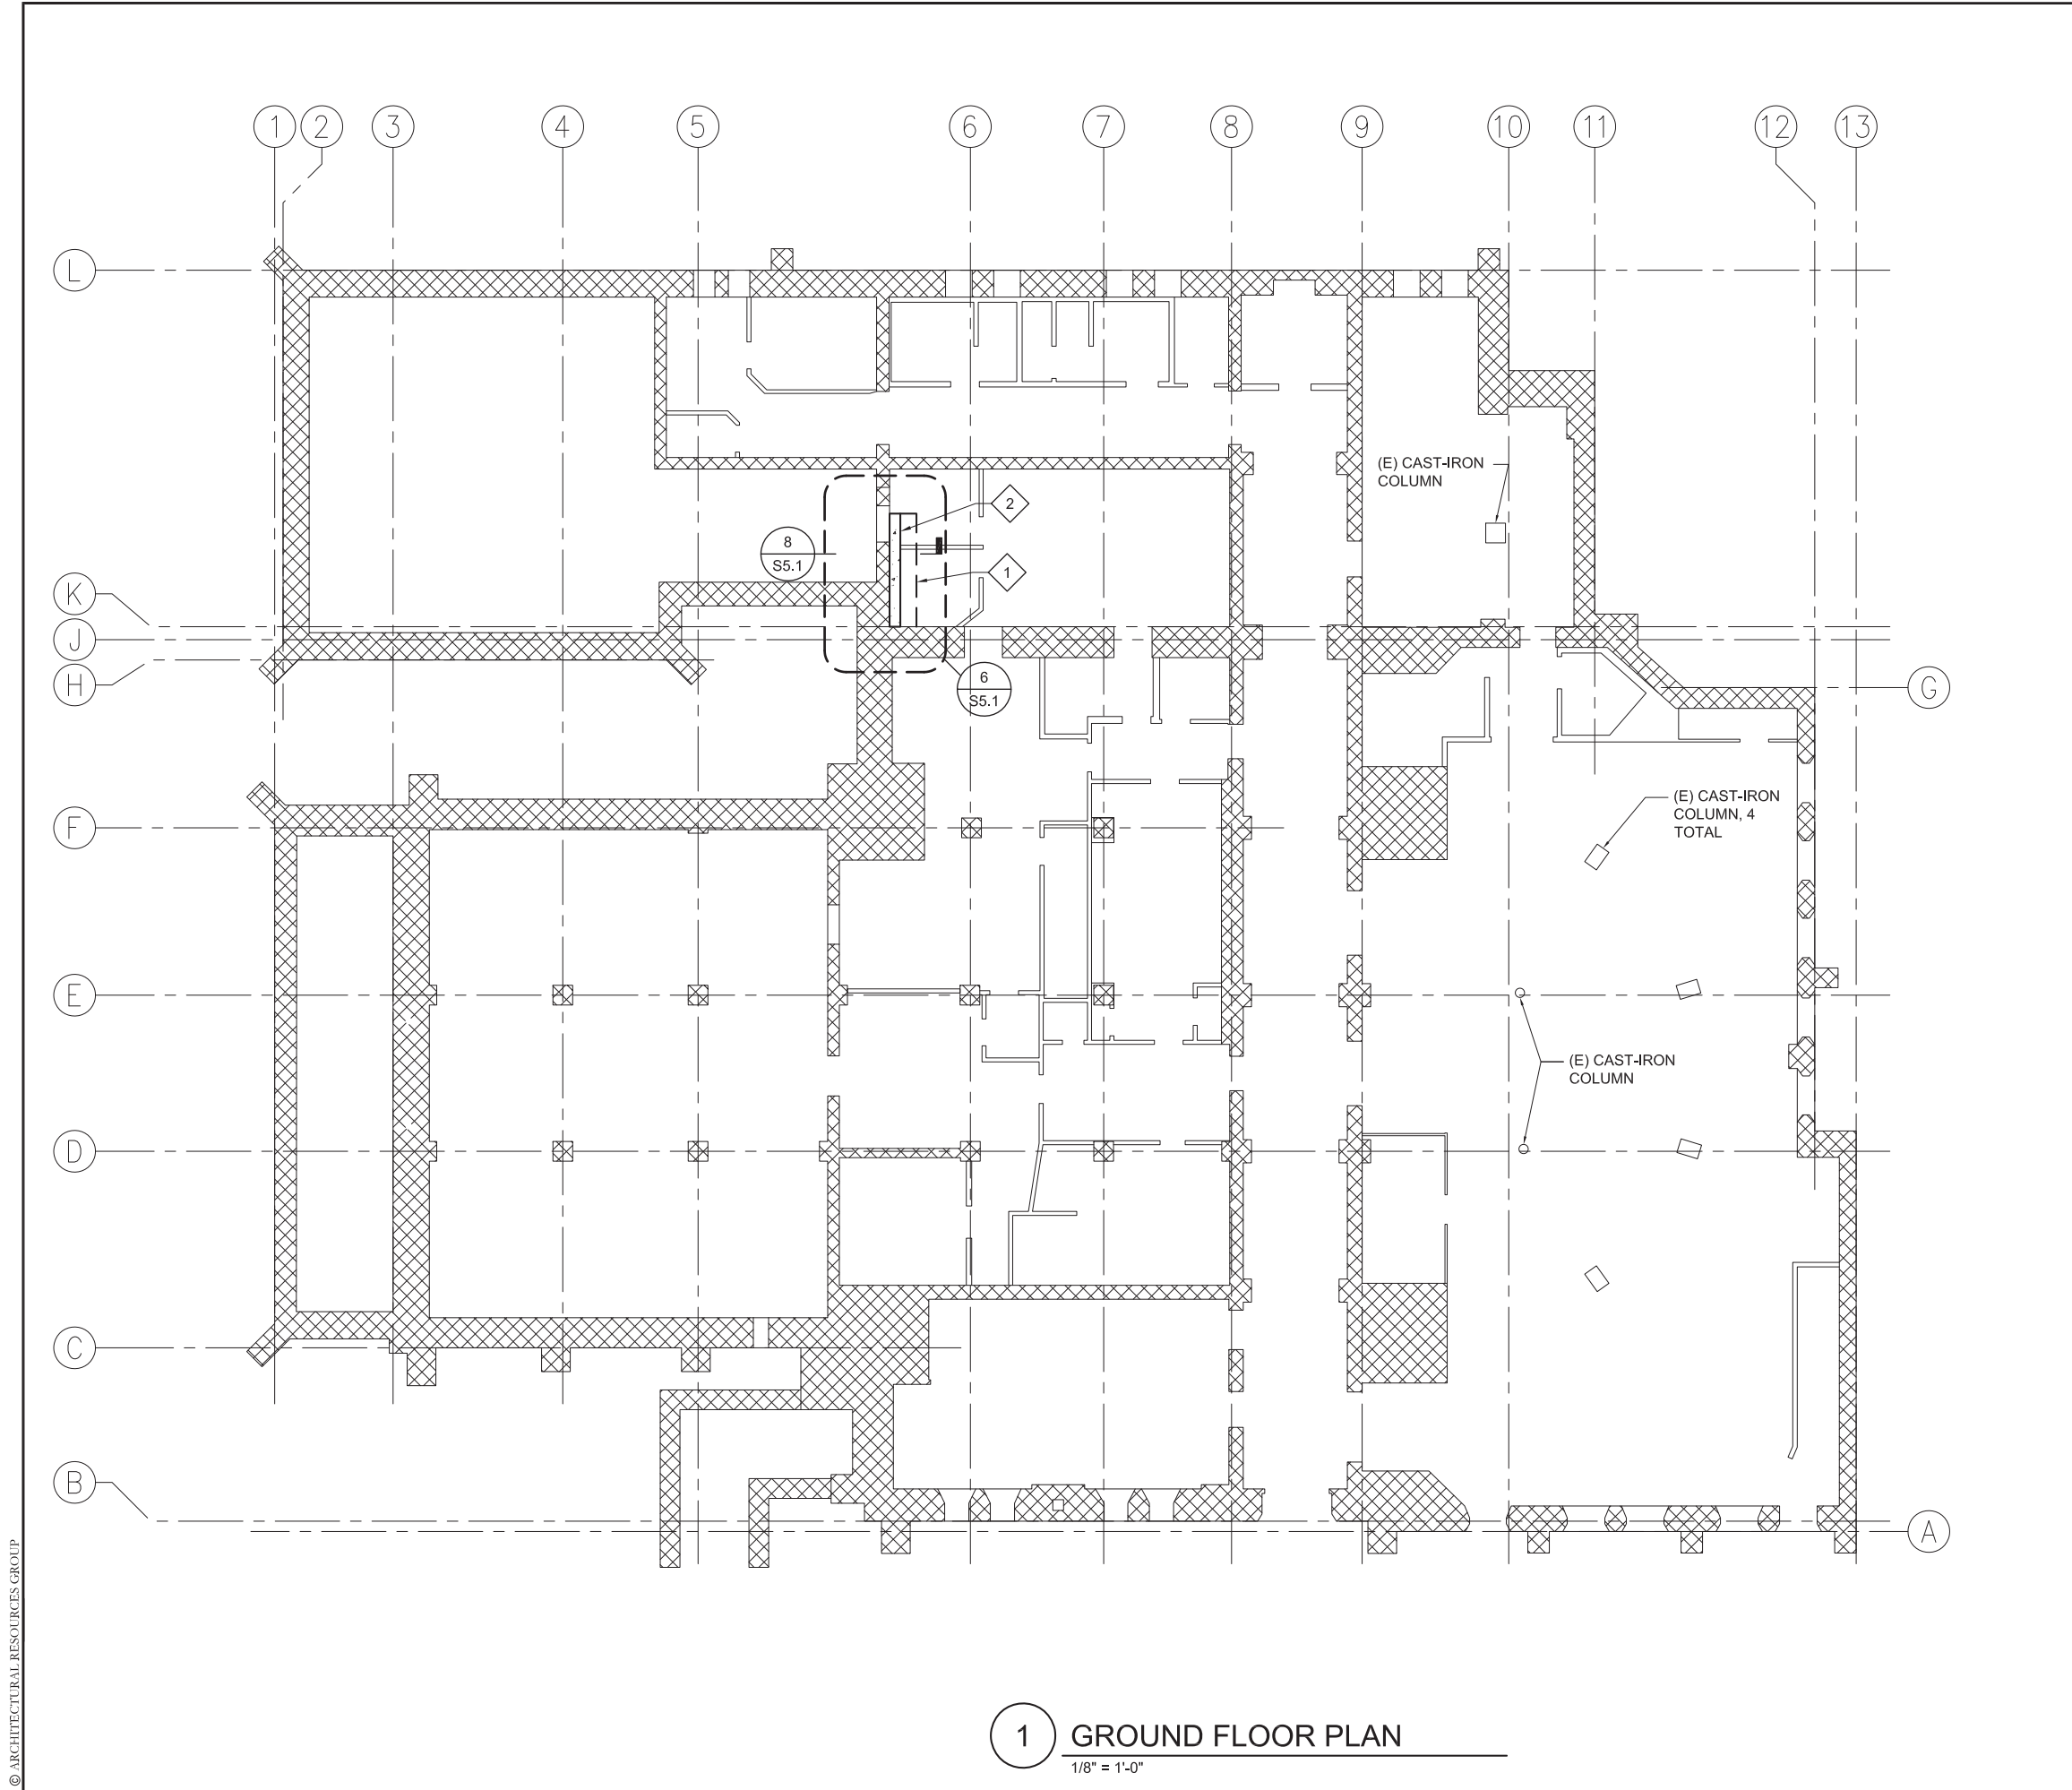 1 2 3 4 5 6 7 8 9 10 11 12 13
L
(E) CAST-IRON
COLUMN
2
8
S5.1
1
K
J
H
6
S5.1
G
(E) CAST-IRON
COLUMN, 4
TOTAL
F
E
(E) CAST-IRON
COLUMN
D
C
B
A
1 GROUND FLOOR PLAN
1/8" = 1'-0"
© ARCHITECTURAL RESOURCES GROUP